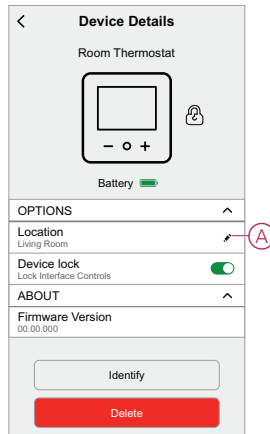 Device Details
Room Thermostat
Battery
OPTIONS
Location
Living Room
A
Device lock
Lock Interface Controls
ABOUT
Firmware Version
00.00.000
Identify
Delete